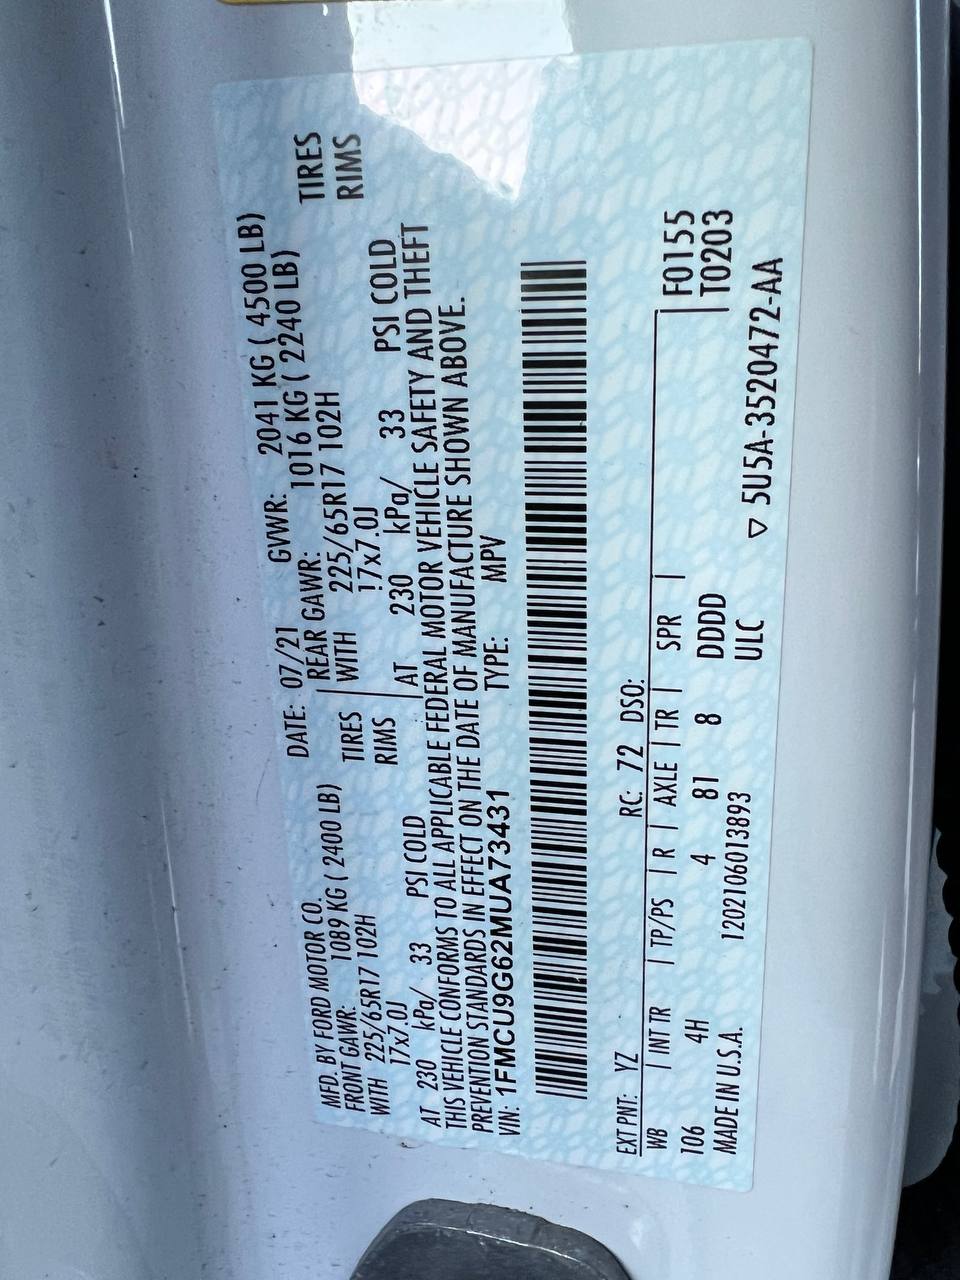 MFD. BY FORD MOTOR CO. DATE: 07/21 GVWR: 2041 KG ( 4500 LB)
FRONT GAWR: 1089 KG ( 2400 LB) REAR GAWR: 1016 KG ( 2240 LB)
WITH 225/65R17 102H TIRES WITH 225/65R17 102H TIRES
17x7.0J RIMS 17x7.0J RIMS
AT 230 kPa/ 33 PSI COLD AT 230 kPa/ 33 PSI COLD
THIS VEHICLE CONFORMS TO ALL APPLICABLE FEDERAL MOTOR VEHICLE SAFETY AND THEFT
PREVENTION STANDARDS IN EFFECT ON THE DATE OF MANUFACTURE SHOWN ABOVE.
VIN: 1FMCU9G62MUA73431 TYPE: MPV
EXT PNT: YZ RC: 72 DSO: F0155
WB | INT TR | TP/PS | R | AXLE | TR | SPR | T0203
106 4H 4 81 8 DDDD
MADE IN U.S.A. 1202106013893 ULC
▽ 5U5A-3520472-AA